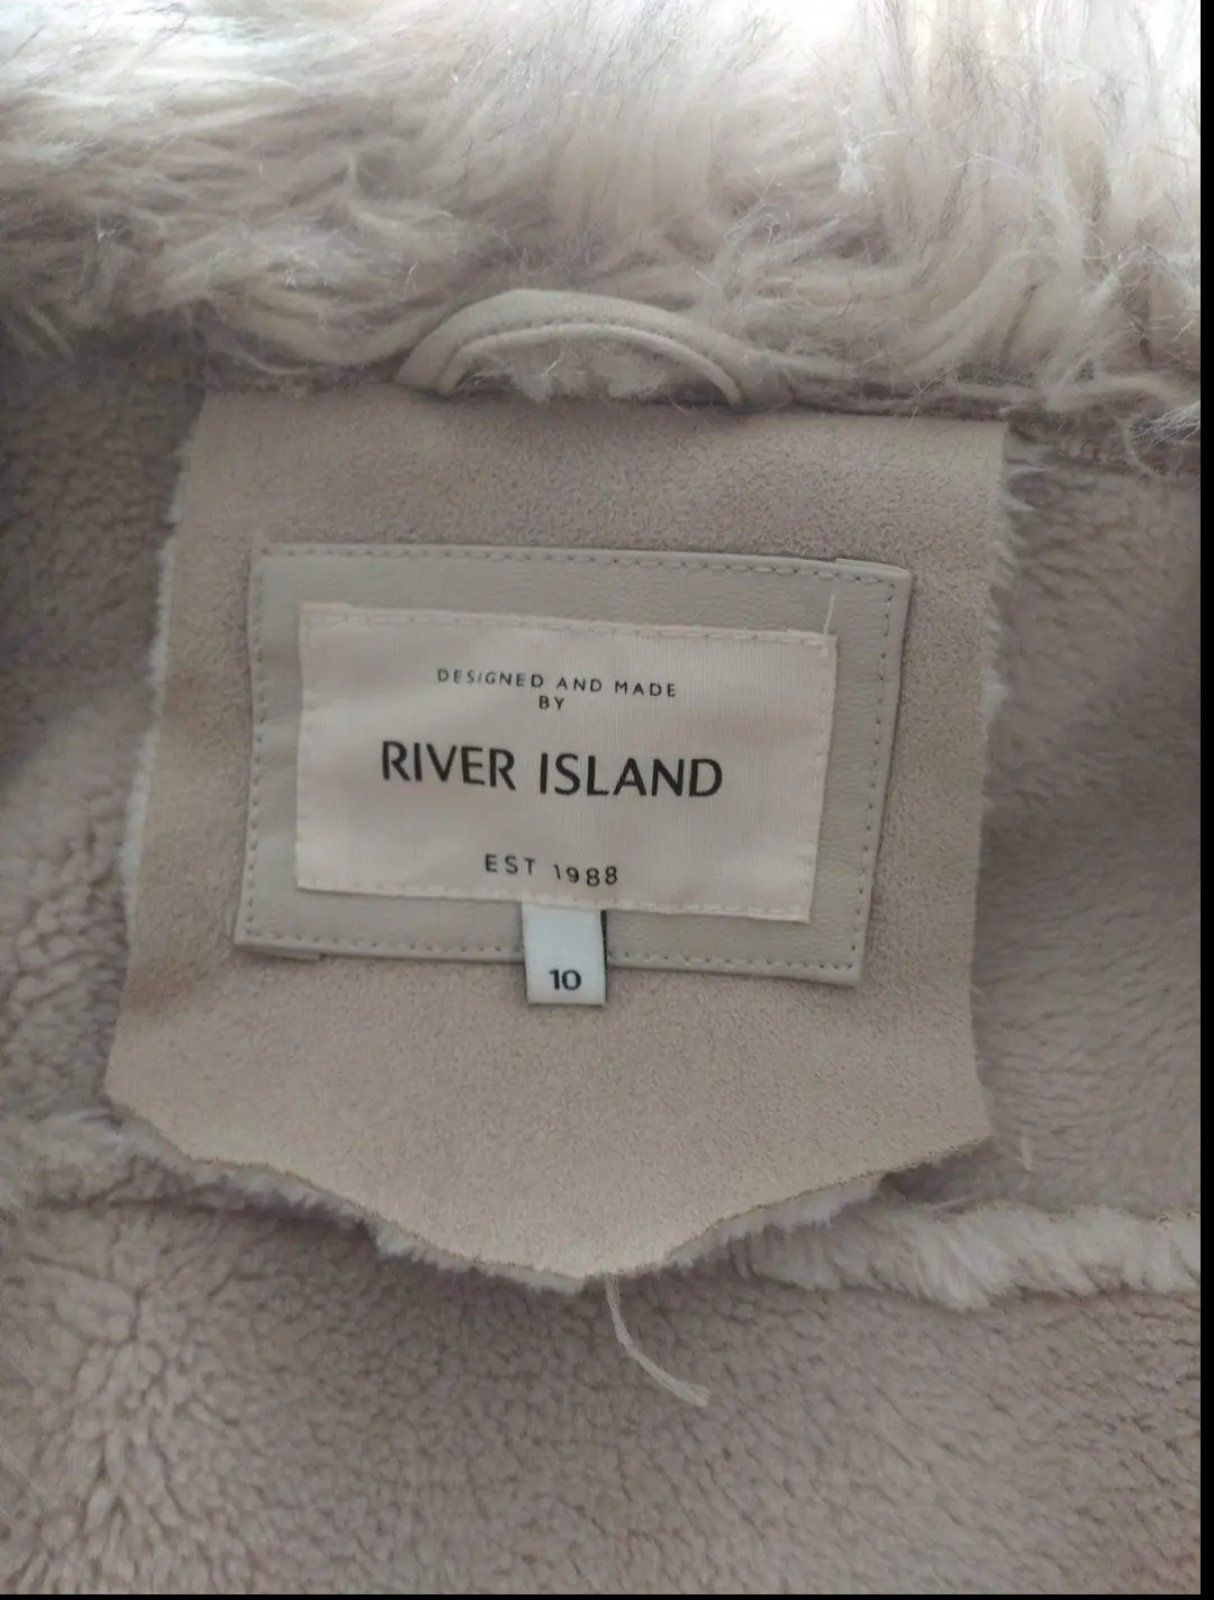 DESIGNED AND MADE
BY
RIVER ISLAND
EST 1988
10